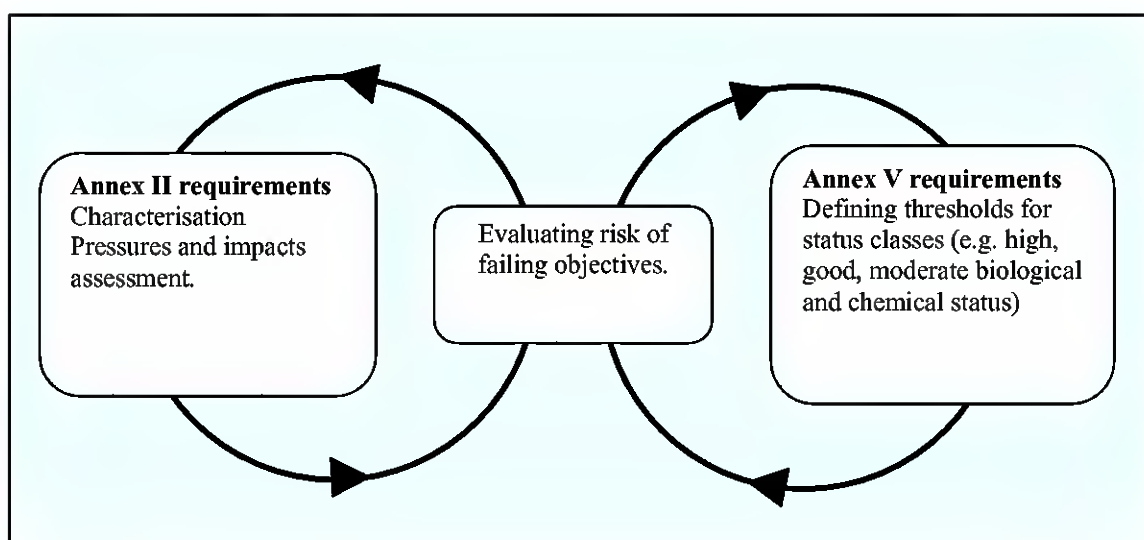 Annex II requirements
Characterisation
Pressures and impacts
assessment.
Evaluating risk of
failing objectives.
Annex V requirements
Defining thresholds for
status classes (e.g. high,
good, moderate biological
and chemical status)